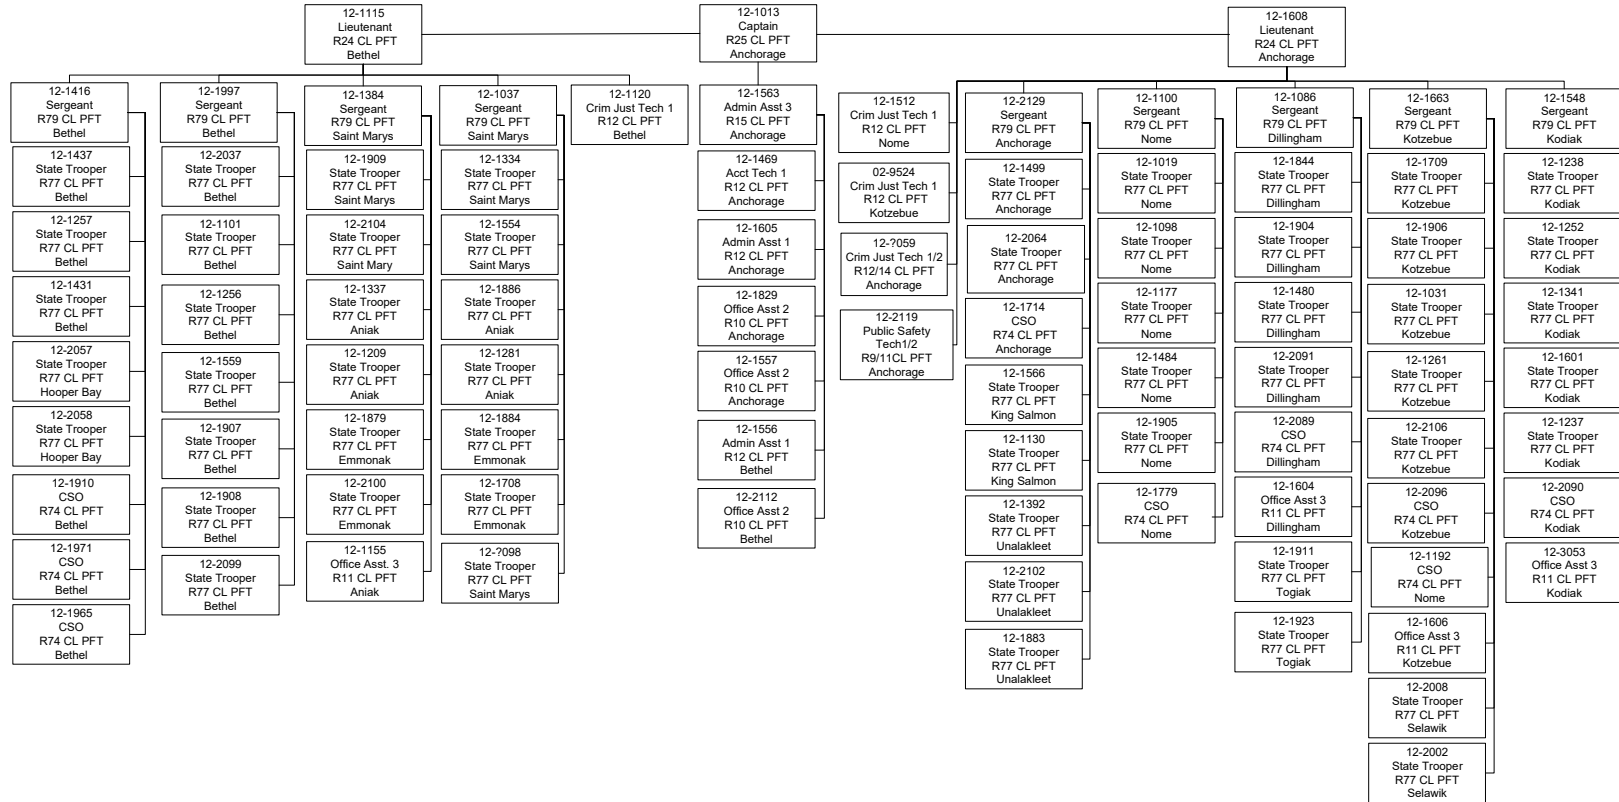 12-1115
Lieutenant
R24 CL PFT
Bethel
12-1013
Captain
R25 CL PFT
Anchorage
12-1608
Lieutenant
R24 CL PFT
Anchorage
12-1416
Sergeant
R79 CL PFT
Bethel
12-1437
State Trooper
R77 CL PFT
Bethel
12-1257
State Trooper
R77 CL PFT
Bethel
12-1431
State Trooper
R77 CL PFT
Bethel
12-2057
State Trooper
R77 CL PFT
Hooper Bay
12-2058
State Trooper
R77 CL PFT
Hooper Bay
12-1910
CSO
R74 CL PFT
Bethel
12-1971
CSO
R74 CL PFT
Bethel
12-1965
CSO
R74 CL PFT
Bethel
12-1997
Sergeant
R79 CL PFT
Bethel
12-2037
State Trooper
R77 CL PFT
Bethel
12-1101
State Trooper
R77 CL PFT
Bethel
12-1256
State Trooper
R77 CL PFT
Bethel
12-1559
State Trooper
R77 CL PFT
Bethel
12-1907
State Trooper
R77 CL PFT
Bethel
12-1908
State Trooper
R77 CL PFT
Bethel
12-2099
State Trooper
R77 CL PFT
Bethel
12-1384
Sergeant
R79 CL PFT
Saint Marys
12-1909
State Trooper
R77 CL PFT
Saint Marys
12-2104
State Trooper
R77 CL PFT
Saint Mary
12-1337
State Trooper
R77 CL PFT
Aniak
12-1209
State Trooper
R77 CL PFT
Aniak
12-1879
State Trooper
R77 CL PFT
Emmonak
12-2100
State Trooper
R77 CL PFT
Emmonak
12-1155
Office Asst. 3
R11 CL PFT
Aniak
12-1037
Sergeant
R79 CL PFT
Saint Marys
12-1334
State Trooper
R77 CL PFT
Saint Marys
12-1554
State Trooper
R77 CL PFT
Saint Marys
12-1886
State Trooper
R77 CL PFT
Aniak
12-1281
State Trooper
R77 CL PFT
Aniak
12-1884
State Trooper
R77 CL PFT
Emmonak
12-1708
State Trooper
R77 CL PFT
Emmonak
12-?098
State Trooper
R77 CL PFT
Saint Marys
12-1120
Crim Just Tech 1
R12 CL PFT
Bethel
12-1563
Admin Asst 3
R15 CL PFT
Anchorage
12-1469
Acct Tech 1
R12 CL PFT
Anchorage
12-1605
Admin Asst 1
R12 CL PFT
Anchorage
12-1829
Office Asst 2
R10 CL PFT
Anchorage
12-1557
Office Asst 2
R10 CL PFT
Anchorage
12-1556
Admin Asst 1
R12 CL PFT
Bethel
12-2112
Office Asst 2
R10 CL PFT
Bethel
12-1512
Crim Just Tech 1
R12 CL PFT
Nome
02-9524
Crim Just Tech 1
R12 CL PFT
Kotzebue
12-?059
Crim Just Tech 1/2
R12/14 CL PFT
Anchorage
12-2119
Public Safety
Tech1/2
R9/11CL PFT
Anchorage
12-2129
Sergeant
R79 CL PFT
Anchorage
12-1499
State Trooper
R77 CL PFT
Anchorage
12-2064
State Trooper
R77 CL PFT
Anchorage
12-1714
CSO
R74 CL PFT
Anchorage
12-1566
State Trooper
R77 CL PFT
King Salmon
12-1130
State Trooper
R77 CL PFT
King Salmon
12-1392
State Trooper
R77 CL PFT
Unalakleet
12-2102
State Trooper
R77 CL PFT
Unalakleet
12-1883
State Trooper
R77 CL PFT
Unalakleet
12-1100
Sergeant
R79 CL PFT
Nome
12-1019
State Trooper
R77 CL PFT
Nome
12-1098
State Trooper
R77 CL PFT
Nome
12-1177
State Trooper
R77 CL PFT
Nome
12-1484
State Trooper
R77 CL PFT
Nome
12-1905
State Trooper
R77 CL PFT
Nome
12-1779
CSO
R74 CL PFT
Nome
12-1086
Sergeant
R79 CL PFT
Dillingham
12-1844
State Trooper
R77 CL PFT
Dillingham
12-1904
State Trooper
R77 CL PFT
Dillingham
12-1480
State Trooper
R77 CL PFT
Dillingham
12-2091
State Trooper
R77 CL PFT
Dillingham
12-2089
CSO
R74 CL PFT
Dillingham
12-1604
Office Asst 3
R11 CL PFT
Dillingham
12-1911
State Trooper
R77 CL PFT
Togiak
12-1923
State Trooper
R77 CL PFT
Togiak
12-1663
Sergeant
R79 CL PFT
Kotzebue
12-1709
State Trooper
R77 CL PFT
Kotzebue
12-1906
State Trooper
R77 CL PFT
Kotzebue
12-1031
State Trooper
R77 CL PFT
Kotzebue
12-1261
State Trooper
R77 CL PFT
Kotzebue
12-2106
State Trooper
R77 CL PFT
Kotzebue
12-2096
CSO
R74 CL PFT
Kotzebue
12-1192
CSO
R74 CL PFT
Nome
12-1606
Office Asst 3
R11 CL PFT
Kotzebue
12-2008
State Trooper
R77 CL PFT
Selawik
12-2002
State Trooper
R77 CL PFT
Selawik
12-1548
Sergeant
R79 CL PFT
Kodiak
12-1238
State Trooper
R77 CL PFT
Kodiak
12-1252
State Trooper
R77 CL PFT
Kodiak
12-1341
State Trooper
R77 CL PFT
Kodiak
12-1601
State Trooper
R77 CL PFT
Kodiak
12-1237
State Trooper
R77 CL PFT
Kodiak
12-2090
CSO
R74 CL PFT
Kodiak
12-3053
Office Asst 3
R11 CL PFT
Kodiak